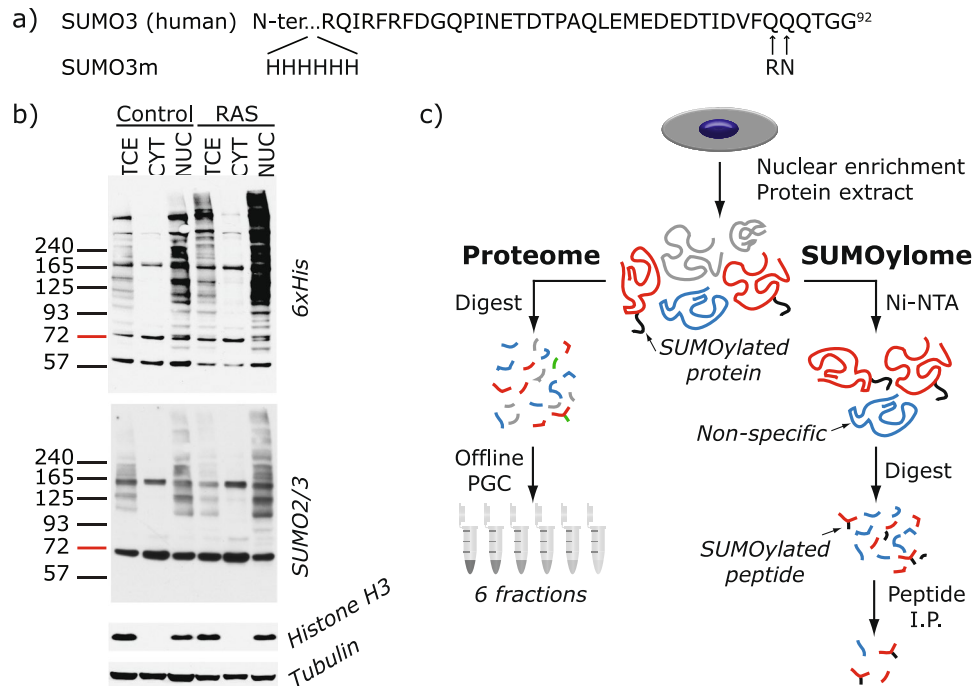 a) SUMO3 (human) N-ter...RQIRFRFDGQPINETDTPAQLEMEDEDTIDVFQQQTGG⁹²
SUMO3m HHHHHH RN
b)
Control RAS
TCE CYT NUC TCE CYT NUC
240
165
125
93
72
57
6xHis
240
165
125
93
72
57
SUMO2/3
Histone H3
Tubulin
c)
Nuclear enrichment
Protein extract
Proteome
SUMOylome
Digest
Ni-NTA
SUMOylated
protein
Non-specific
Offline
PGC
Digest
SUMOylated
peptide
6 fractions
Peptide
I.P.